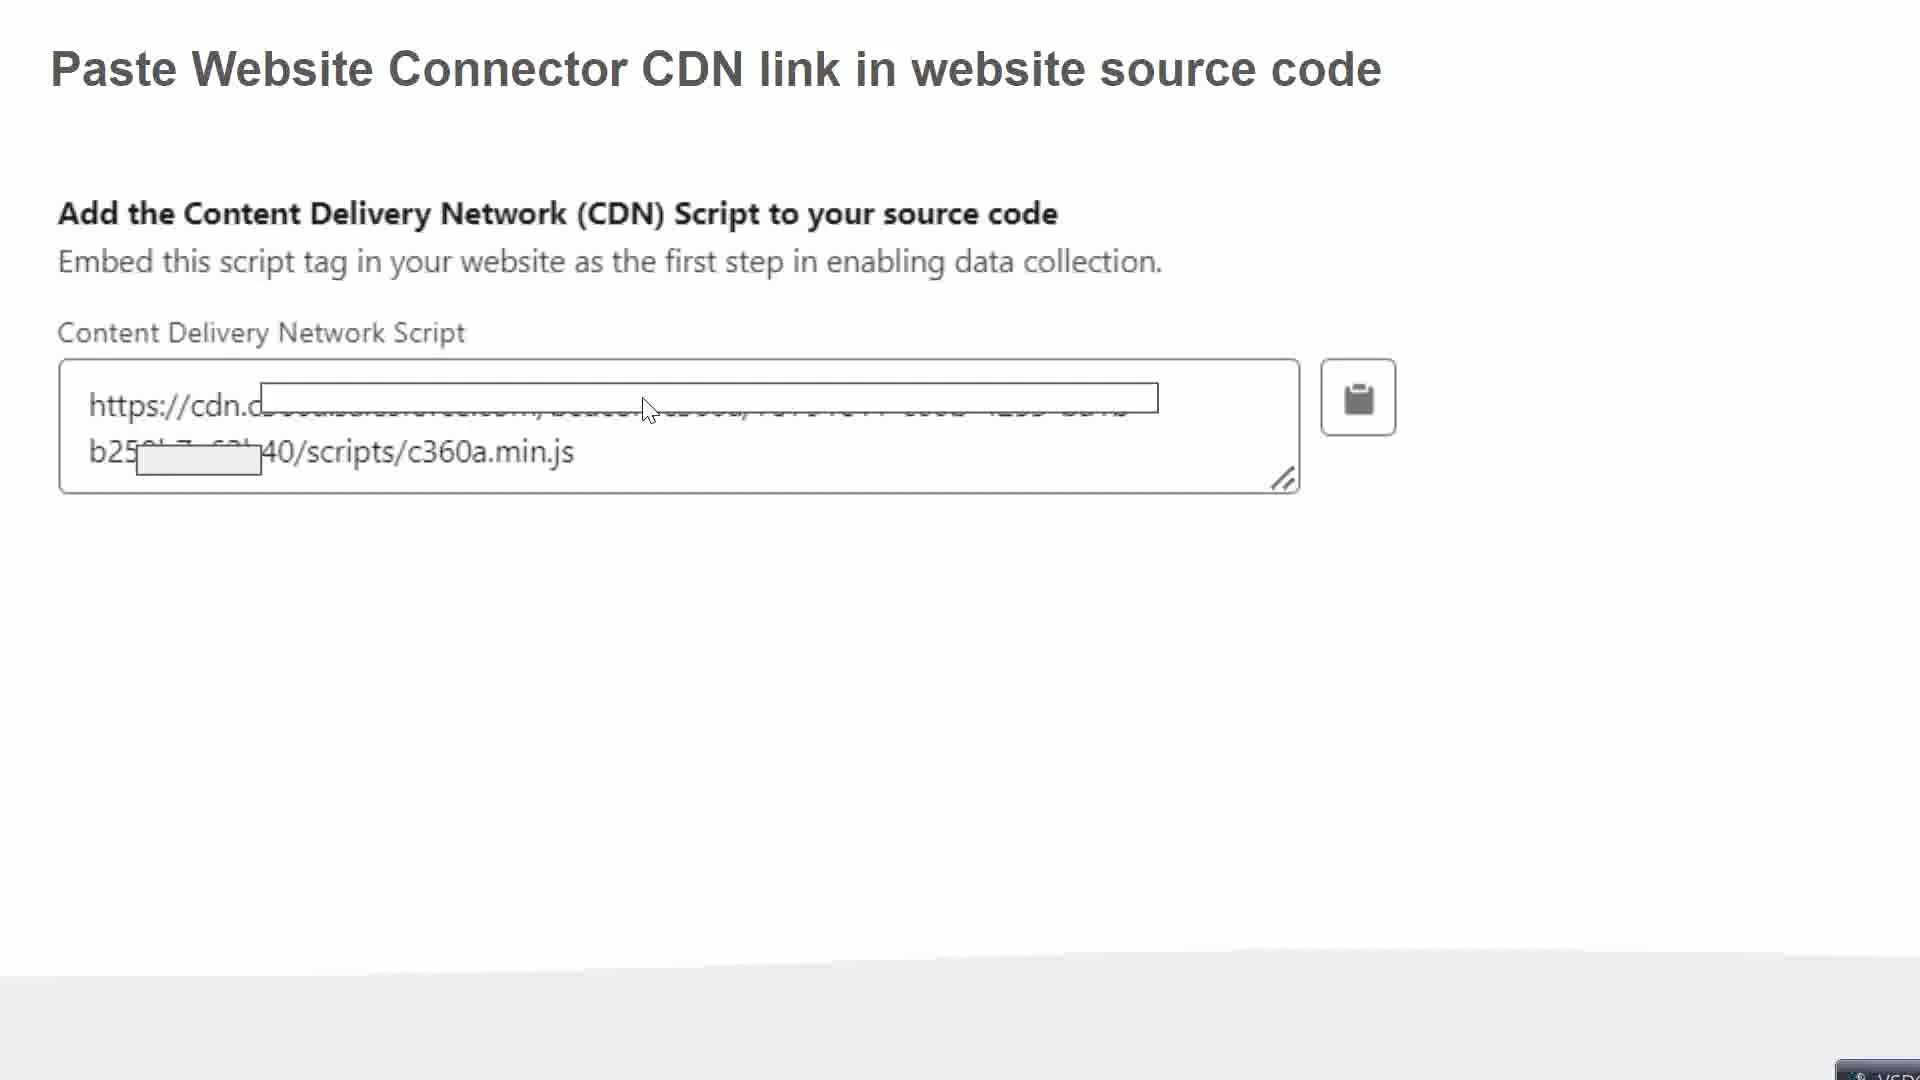 Paste Website Connector CDN link in website source code
Add the Content Delivery Network (CDN) Script to your source code
Embed this script tag in your website as the first step in enabling data collection.
Content Delivery Network Script
https://cdn.c
b25 40/scripts/c360a.min.js